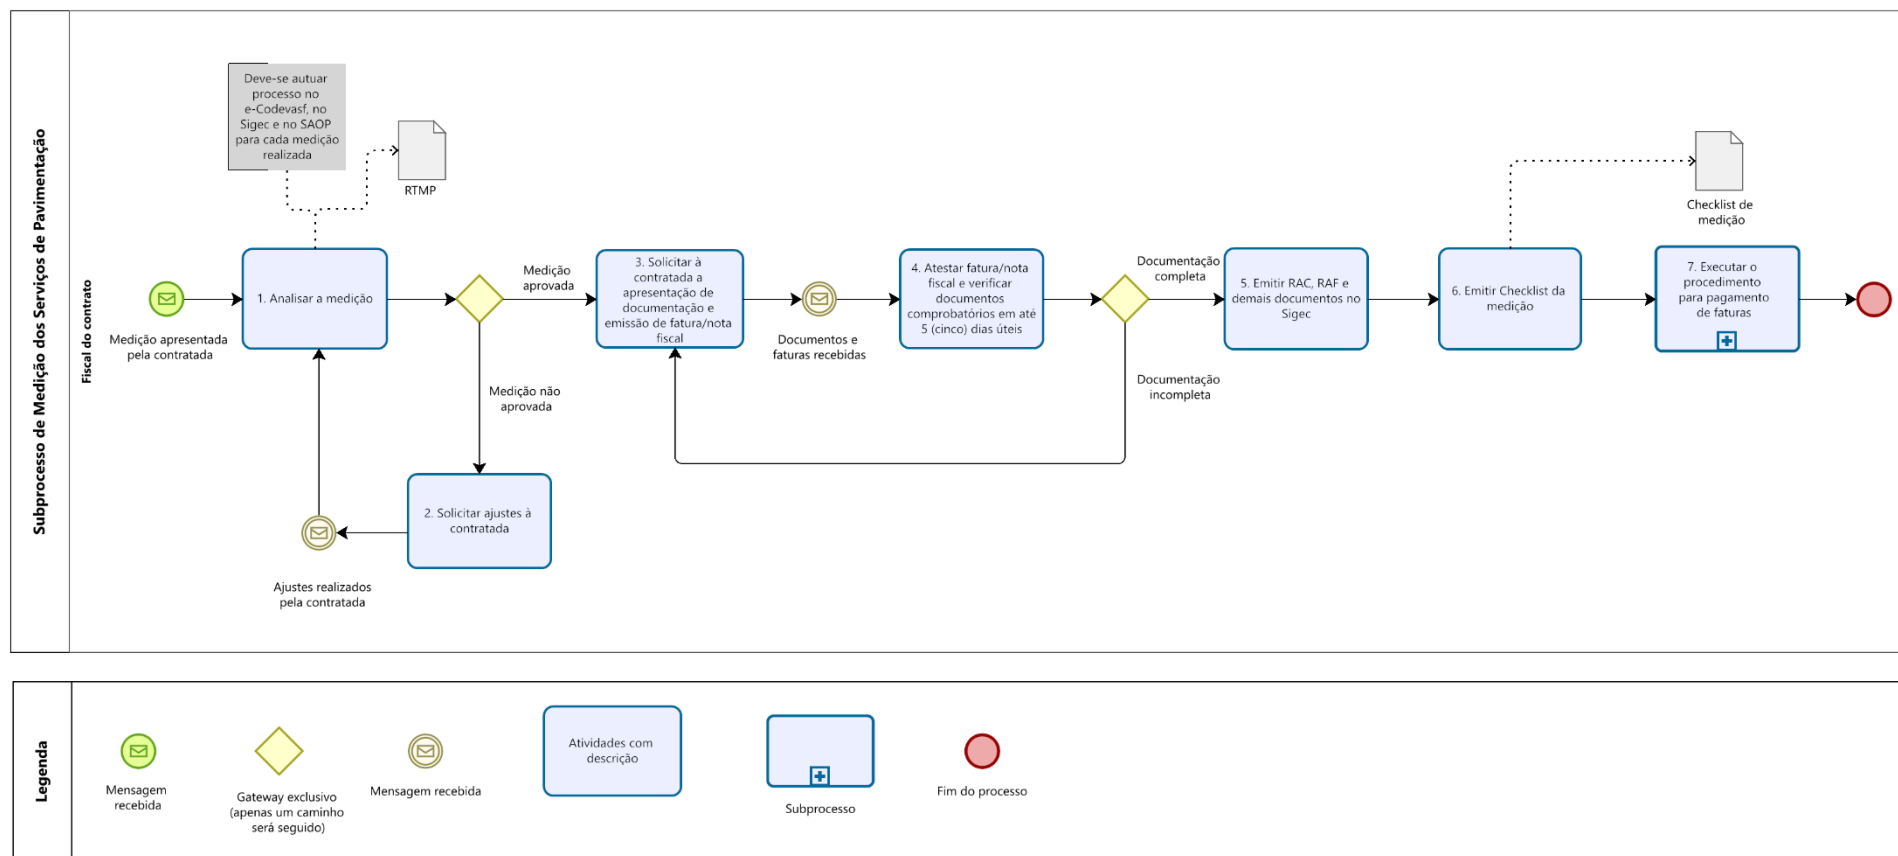 Subprocesso de Medição dos Serviços de Pavimentação
Fiscal do contrato
Deve-se autuar
processo no
e-Codevasf, no
Sigec e no SAOP
para cada medição
realizada
RTMP
Medição apresentada
pela contratada
1. Analisar a medição
Medição
aprovada
Medição não
aprovada
2. Solicitar ajustes à
contratada
Ajustes realizados
pela contratada
3. Solicitar à
contratada a
apresentação de
documentação e
emissão de fatura/nota
fiscal
Documentos e
faturas recebidas
4. Atestar fatura/nota
fiscal e verificar
documentos
comprobatórios em até
5 (cinco) dias úteis
Documentação
completa
Documentação
incompleta
5. Emitir RAC, RAF e
demais documentos no
Sigec
6. Emitir Checklist da
medição
Checklist de
medição
7. Executar o
procedimento
para pagamento
de faturas
Legenda
Mensagem
recebida
Gateway exclusivo
(apenas um caminho
será seguido)
Mensagem recebida
Atividades com
descrição
Subprocesso
Fim do processo